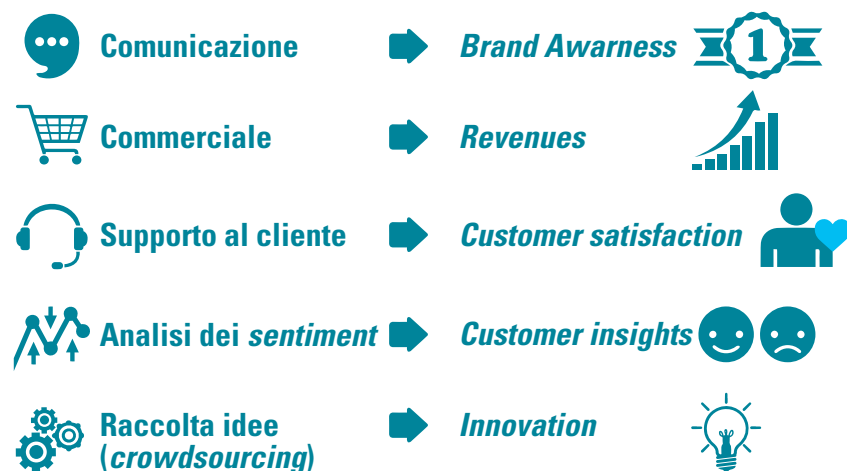 Comunicazione Brand Awarness 1
Commerciale Revenues
Supporto al cliente Customer satisfaction
Analisi dei sentiment Customer insights
Raccolta idee Innovation
(crowdsourcing)